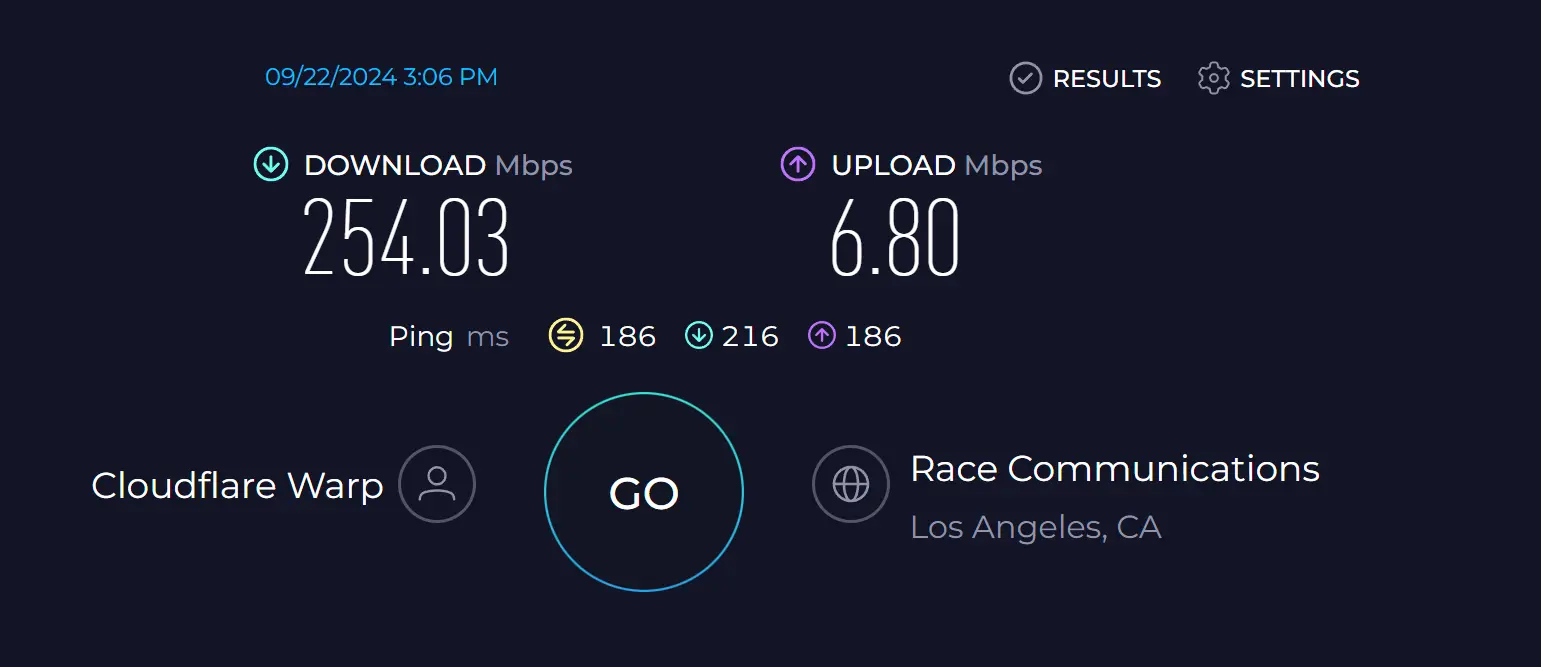 09/22/2024 3:06 PM
RESULTS SETTINGS
DOWNLOAD Mbps
254.03
UPLOAD Mbps
6.80
Ping ms 186 216 186
Cloudflare Warp
GO
Race Communications
Los Angeles, CA